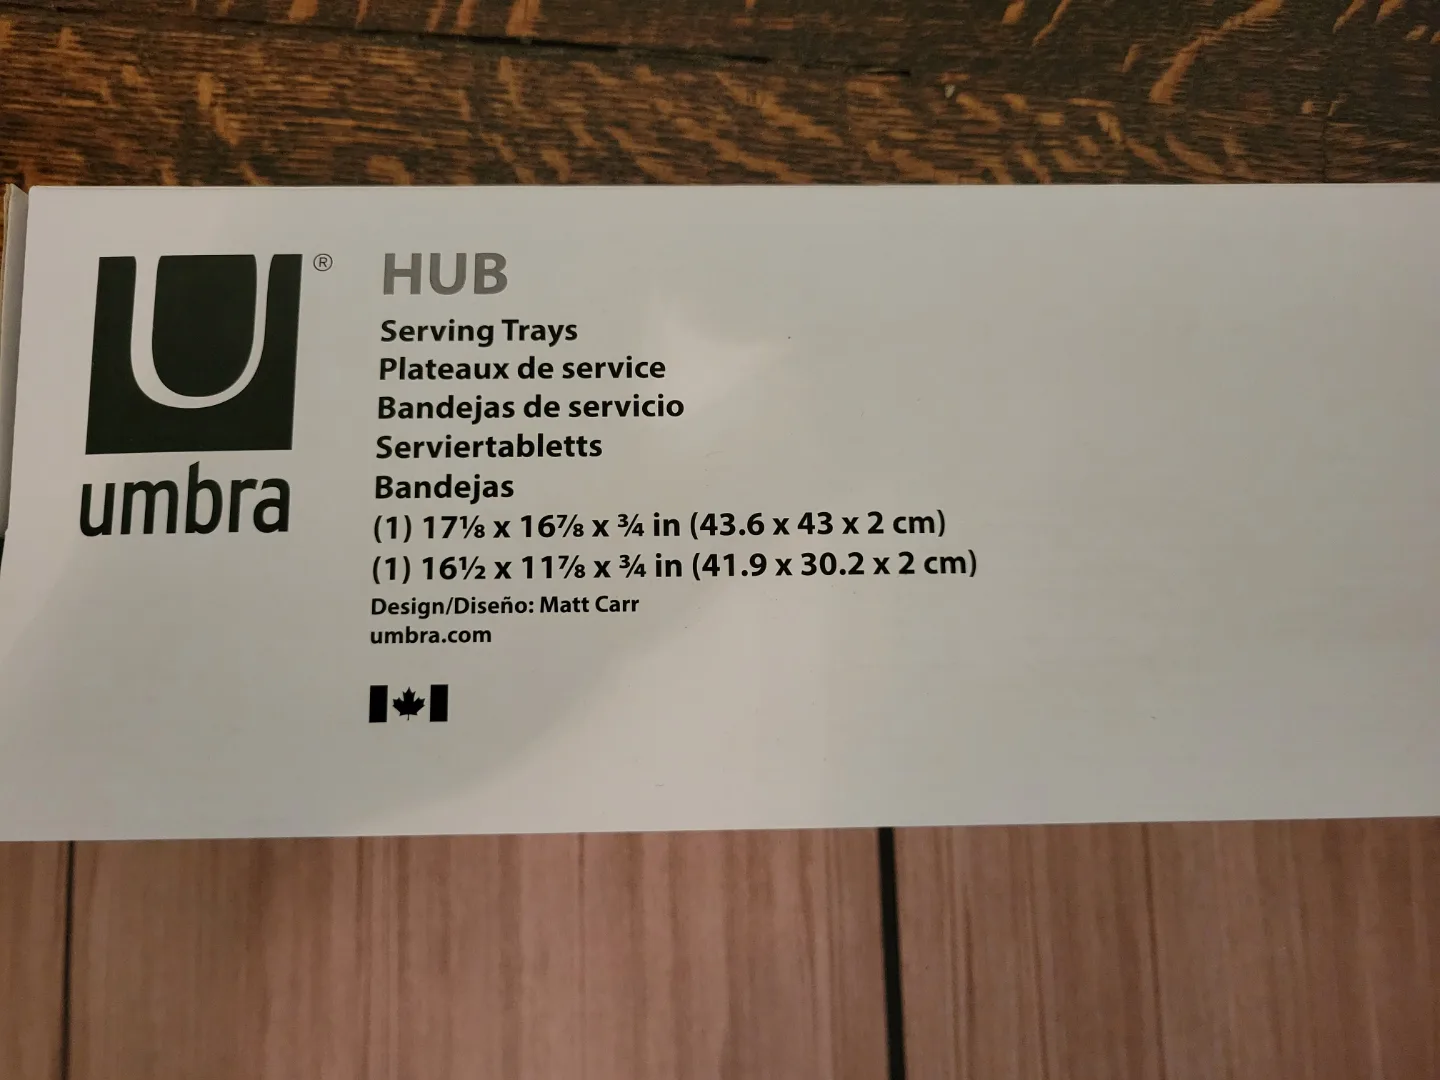 U®
umbra
HUB
Serving Trays
Plateaux de service
Bandejas de servicio
Serviertabletts
Bandejas
(1) 17⅛ x 16⅞ x ¾ in (43.6 x 43 x 2 cm)
(1) 16½ x 11⅞ x ¾ in (41.9 x 30.2 x 2 cm)
Design/Diseño: Matt Carr
umbra.com